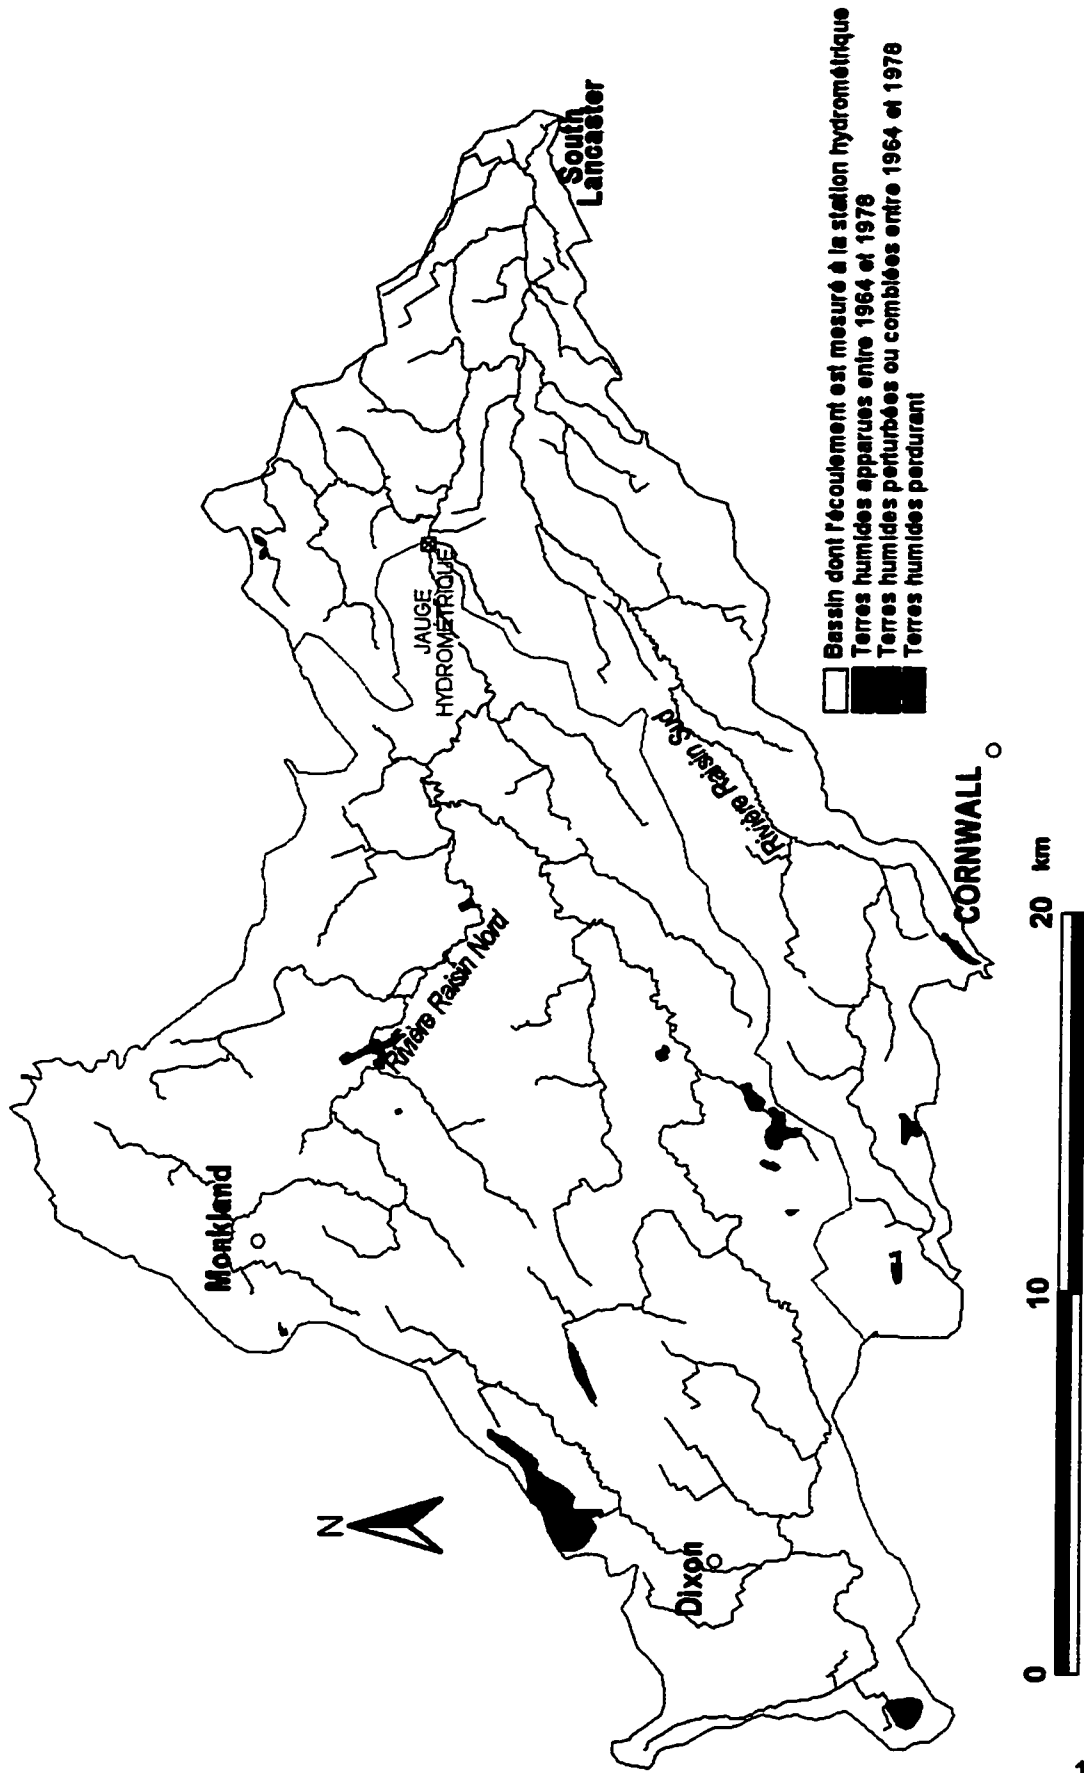 N
Monkland
Dixon
JAUGE
HYDROMÉTRIQUE
South
Lancaster
Rivière Raisin Nord
Rivière Raisin Sud
CORNWALL
Bassin dont l'écoulement est mesuré à la station hydrométrique
Terres humides apparues entre 1964 et 1978
Terres humides perturbées ou comblées entre 1964 et 1978
Terres humides perdurant
0
10
20
km